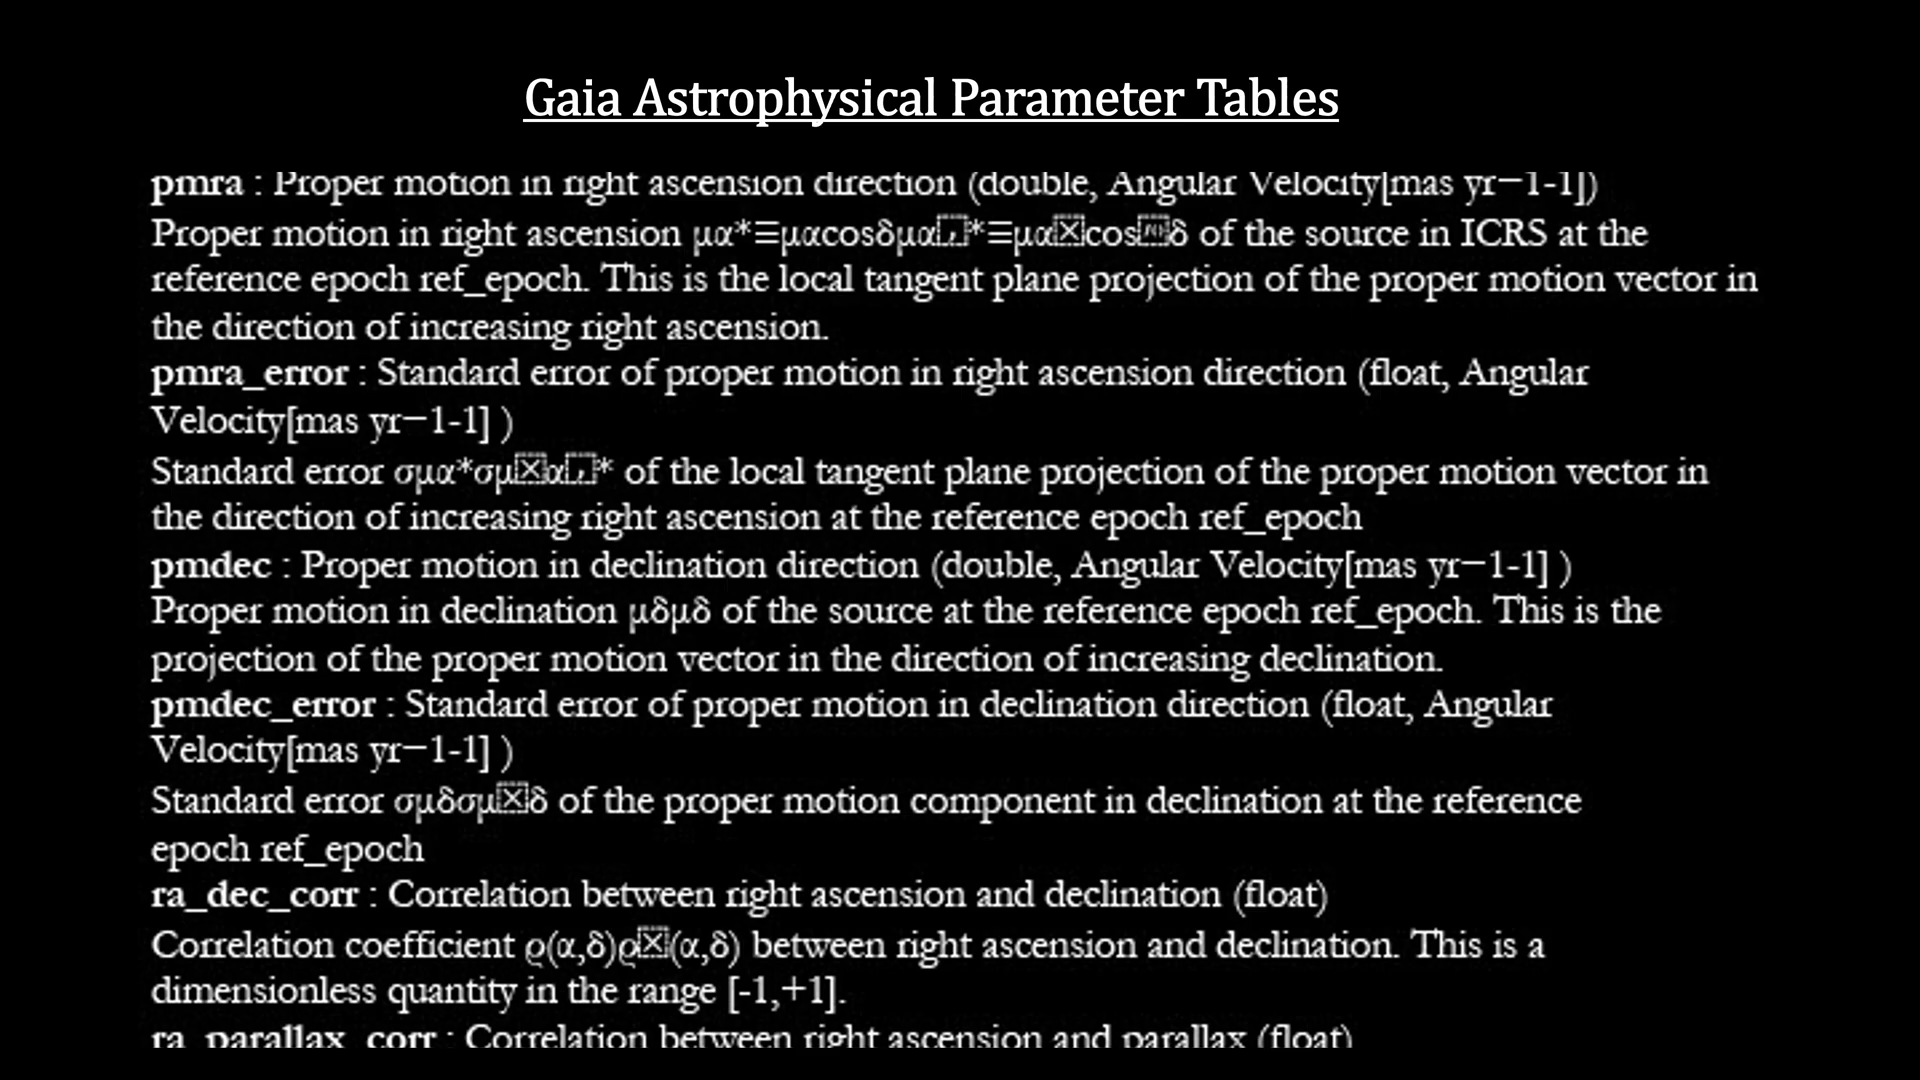 Gaia Astrophysical Parameter Tables
pmra : Proper motion in right ascension direction (double, Angular Velocity[mas yr−1-1])
Proper motion in right ascension μα*≡μαcosδμα*≡μαcosδ of the source in ICRS at the
reference epoch ref_epoch. This is the local tangent plane projection of the proper motion vector in
the direction of increasing right ascension.
pmra_error : Standard error of proper motion in right ascension direction (float, Angular
Velocity[mas yr−1-1] )
Standard error σμα*σμα* of the local tangent plane projection of the proper motion vector in
the direction of increasing right ascension at the reference epoch ref_epoch
pmdec : Proper motion in declination direction (double, Angular Velocity[mas yr−1-1] )
Proper motion in declination μδμδ of the source at the reference epoch ref_epoch. This is the
projection of the proper motion vector in the direction of increasing declination.
pmdec_error : Standard error of proper motion in declination direction (float, Angular
Velocity[mas yr−1-1] )
Standard error σμδσμδ of the proper motion component in declination at the reference
epoch ref_epoch
ra_dec_corr : Correlation between right ascension and declination (float)
Correlation coefficient ϱ(α,δ)ϱ(α,δ) between right ascension and declination. This is a
dimensionless quantity in the range [-1,+1].
ra_parallax_corr : Correlation between right ascension and parallax (float)